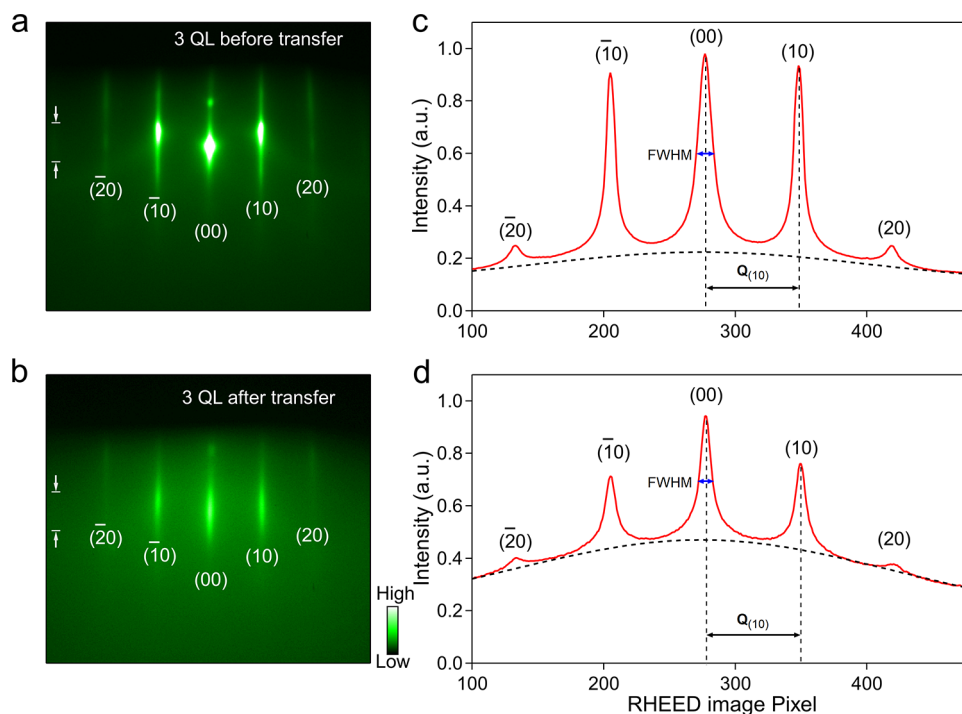 a
3 QL before transfer
(2̅0)
(1̅0)
(00)
(10)
(20)
b
3 QL after transfer
(2̅0)
(1̅0)
(00)
(10)
(20)
High
Low
c
Intensity (a.u.)
1.0
0.8
0.6
0.4
0.2
0.0
(2̅0)
(1̅0)
(00)
(10)
(20)
FWHM
Q(10)
100
200
300
400
d
Intensity (a.u.)
1.0
0.8
0.6
0.4
0.2
0.0
(2̅0)
(1̅0)
(00)
(10)
(20)
FWHM
Q(10)
100
200
300
400
RHEED image Pixel